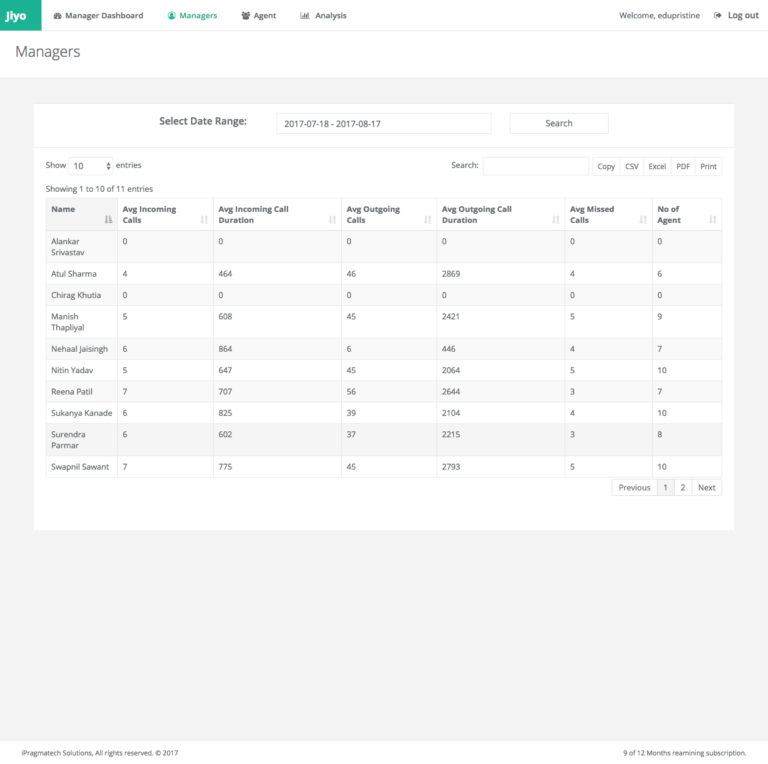 Jiyo Manager Dashboard Managers Agent Analysis Welcome, edupristine Log out
Managers
Select Date Range: 2017-07-18 - 2017-08-17 Search
Show 10 entries Search: Copy CSV Excel PDF Print
Showing 1 to 10 of 11 entries
Name Avg Incoming Calls Avg Incoming Call Duration Avg Outgoing Calls Avg Outgoing Call Duration Avg Missed Calls No of Agent
Alankar Srivastav 0 0 0 0 0 0
Atul Sharma 4 464 46 2869 4 6
Chirag Khutia 0 0 0 0 0 0
Manish Thapliyal 5 608 45 2421 5 9
Nehaal Jaisingh 6 864 6 446 4 7
Nitin Yadav 5 647 45 2064 5 10
Reena Patil 7 707 56 2644 3 7
Sukanya Kanade 6 825 39 2104 4 10
Surendra Parmar 6 602 37 2215 3 8
Swapnil Sawant 7 775 45 2793 5 10
Previous 1 2 Next
iPragmatech Solutions, All rights reserved. © 2017 9 of 12 Months reamining subscription.